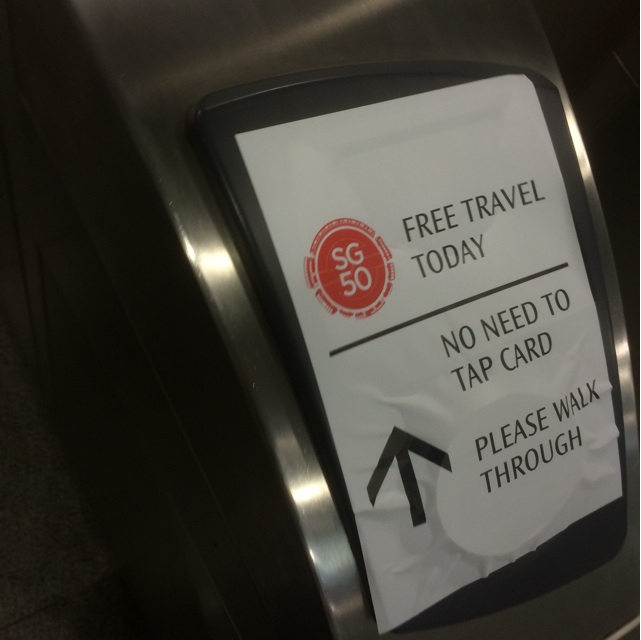 SG
50
FREE TRAVEL
TODAY
NO NEED TO
TAP CARD
PLEASE WALK
THROUGH